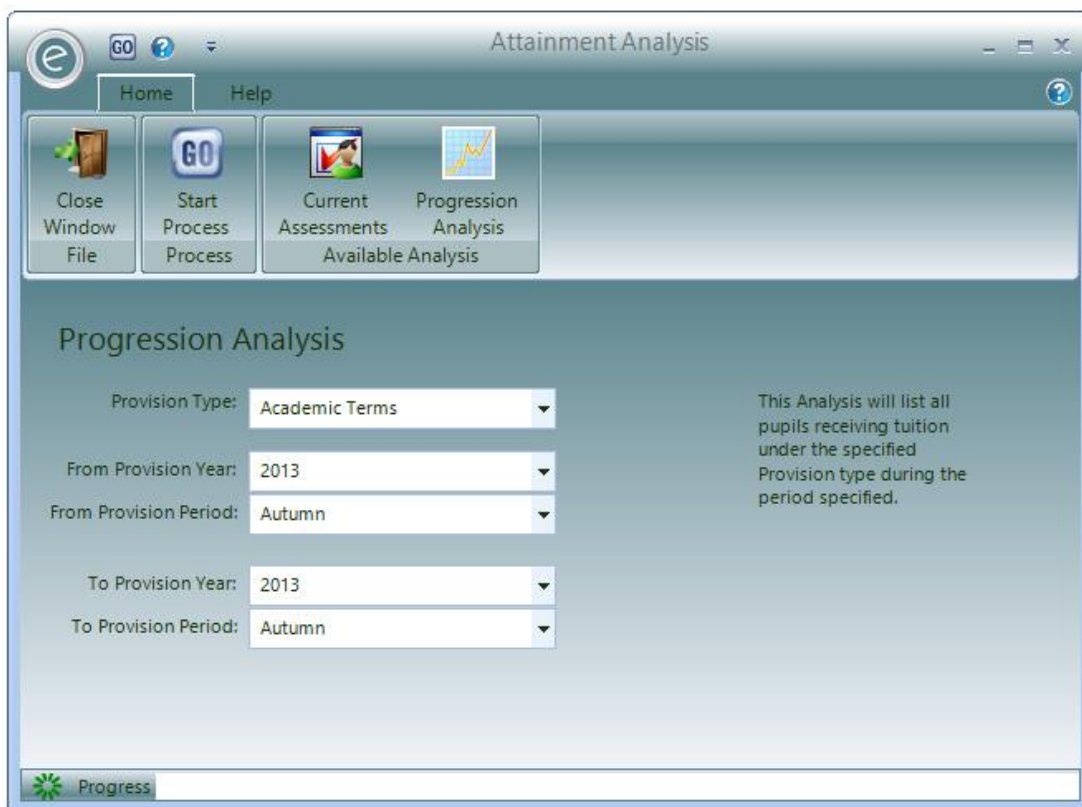 e
GO
?
Attainment Analysis
Home Help
?
GO
Close Window
Start Process
Current Assessments
Progression Analysis
File
Process
Available Analysis
Progression Analysis
Provision Type: Academic Terms
From Provision Year: 2013
From Provision Period: Autumn
To Provision Year: 2013
To Provision Period: Autumn
This Analysis will list all
pupils receiving tuition
under the specified
Provision type during the
period specified.
Progress